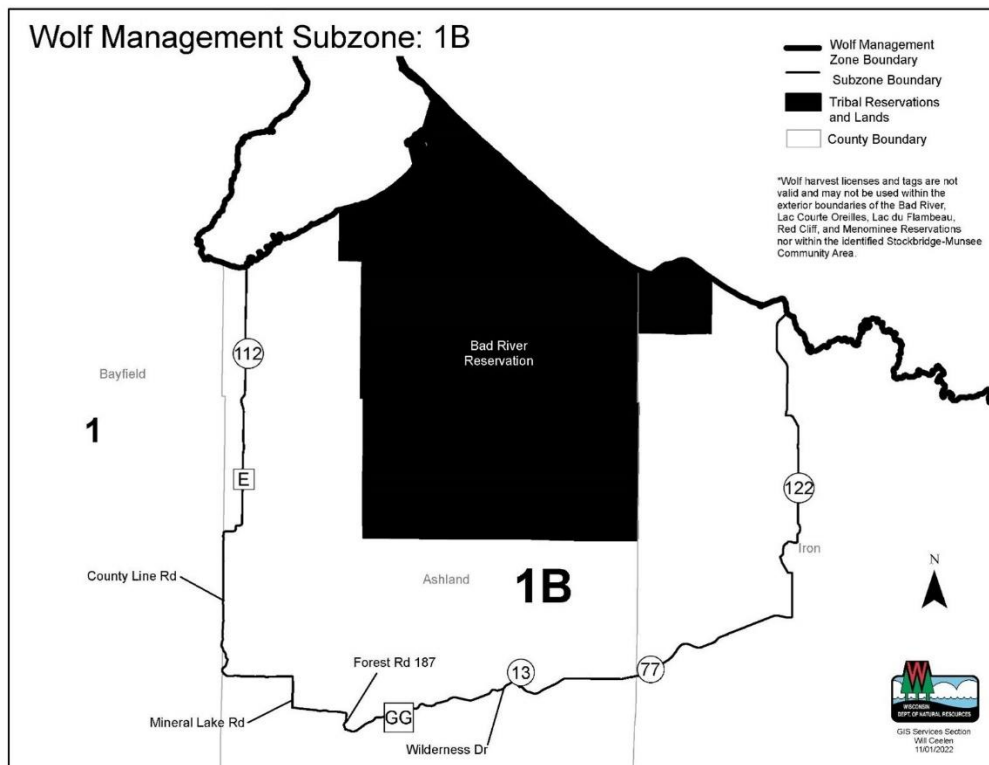 Wolf Management Subzone: 1B
Wolf Management
Zone Boundary
Subzone Boundary
Tribal Reservations
and Lands
County Boundary
*Wolf harvest licenses and tags are not
valid and may not be used within the
exterior boundaries of the Bad River,
Lac Courte Oreilles, Lac du Flambeau,
Red Cliff, and Menominee Reservations
nor within the identified Stockbridge-Munsee
Community Area.
112
Bad River
Reservation
Bayfield
1
E
122
Iron
County Line Rd
Ashland
1B
N
Forest Rd 187
13
77
Mineral Lake Rd
GG
Wilderness Dr
W
WISCONSIN
DEPT. OF NATURAL RESOURCES
GIS Services Section
Will Ceelen
11/01/2022